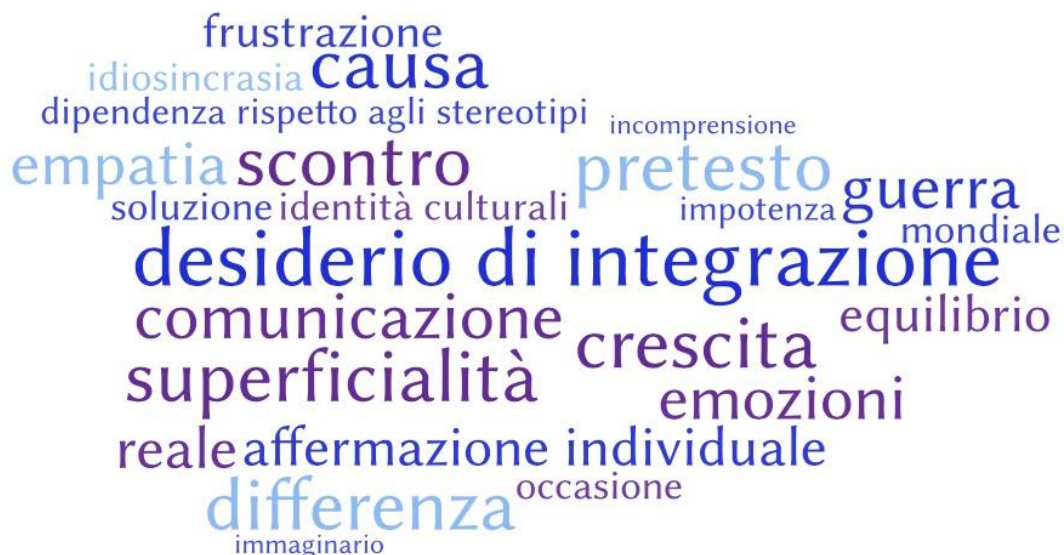 frustrazione
idiosincrasia causa
dipendenza rispetto agli stereotipi
incomprensione
empatia scontro pretesto guerra
soluzione identità culturali impotenza mondiale
desiderio di integrazione
comunicazione crescita equilibrio
superficialità emozioni
reale affermazione individuale
differenza occasione
immaginario